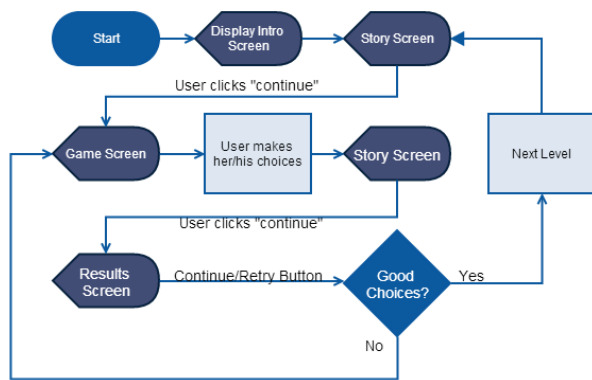 Start
Display Intro
Screen
Story Screen
User clicks "continue"
Game Screen
User makes
her/his choices
Story Screen
Next Level
User clicks "continue"
Results
Screen
Continue/Retry Button
Good
Choices?
Yes
No